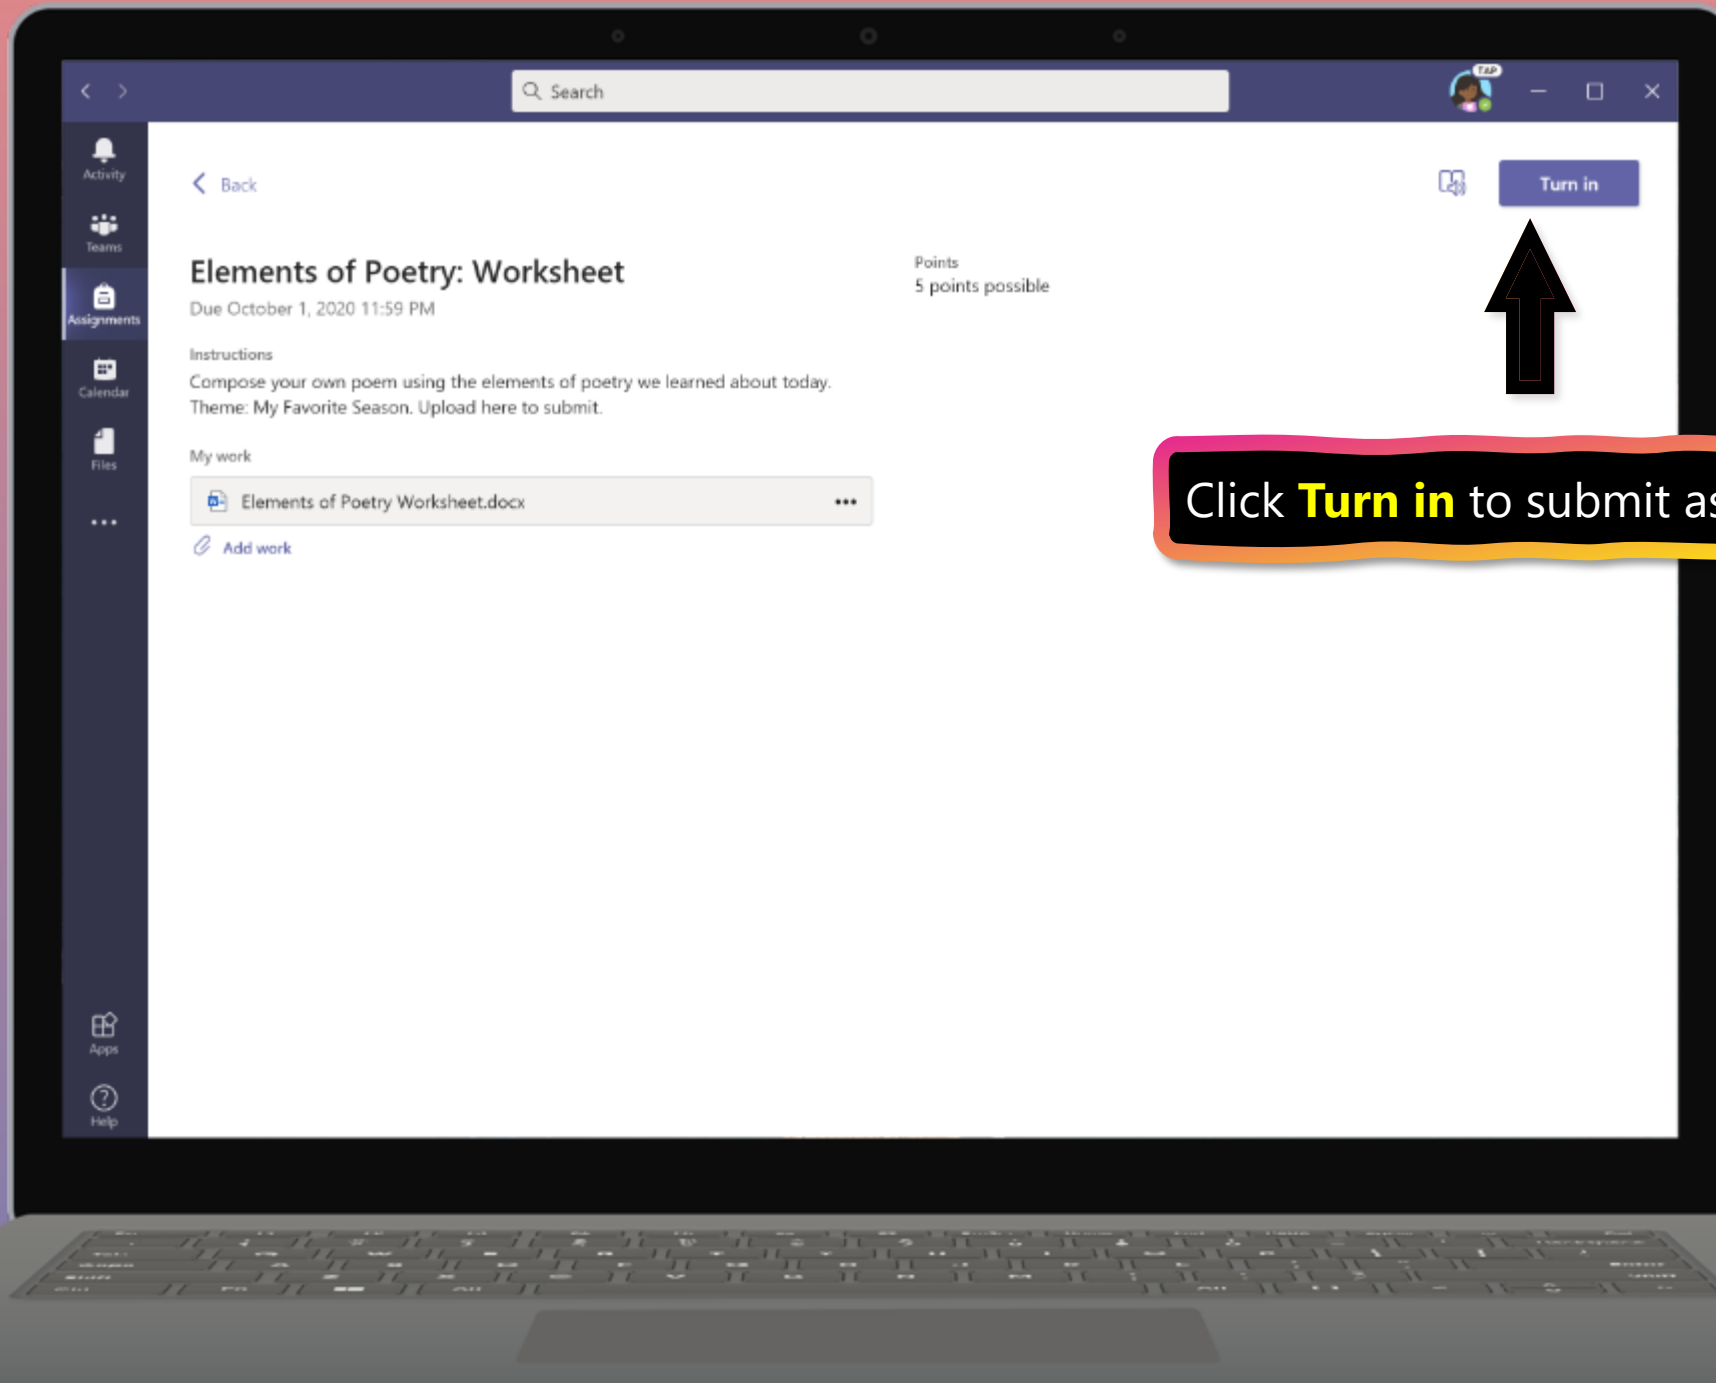 Search
TAP
Activity
Back
Turn in
Teams
Elements of Poetry: Worksheet
Points
5 points possible
Due October 1, 2020 11:59 PM
Assignments
Instructions
Compose your own poem using the elements of poetry we learned about today.
Theme: My Favorite Season. Upload here to submit.
Calendar
My work
Files
Elements of Poetry Worksheet.docx
Click Turn in to submit as
Add work
Apps
Help